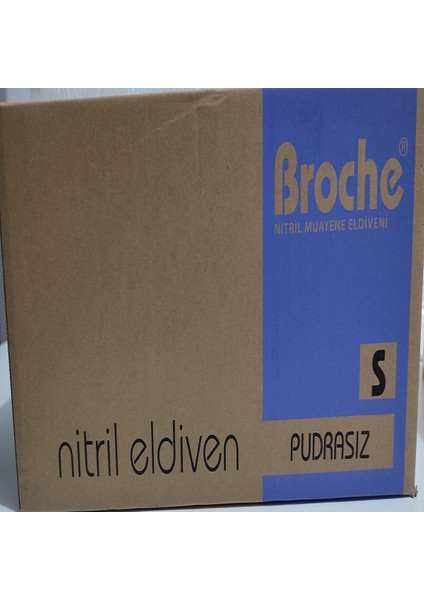 Broche®
NITRIL MUAYENE ELDİVENİ
S
nitril eldiven
PUDRASIZ